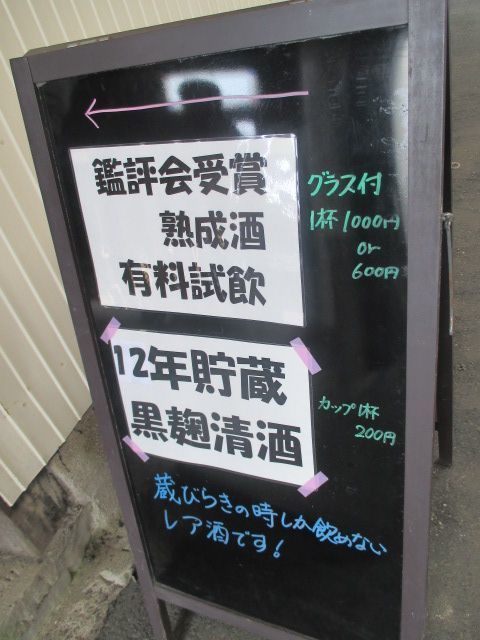 鑑評会受賞
熟成酒
有料試飲
グラス付
1杯1000円
or
600円
12年貯蔵
黒麹清酒
カップ1杯
200円
蔵びらきの時しか飲めない
レア酒です!